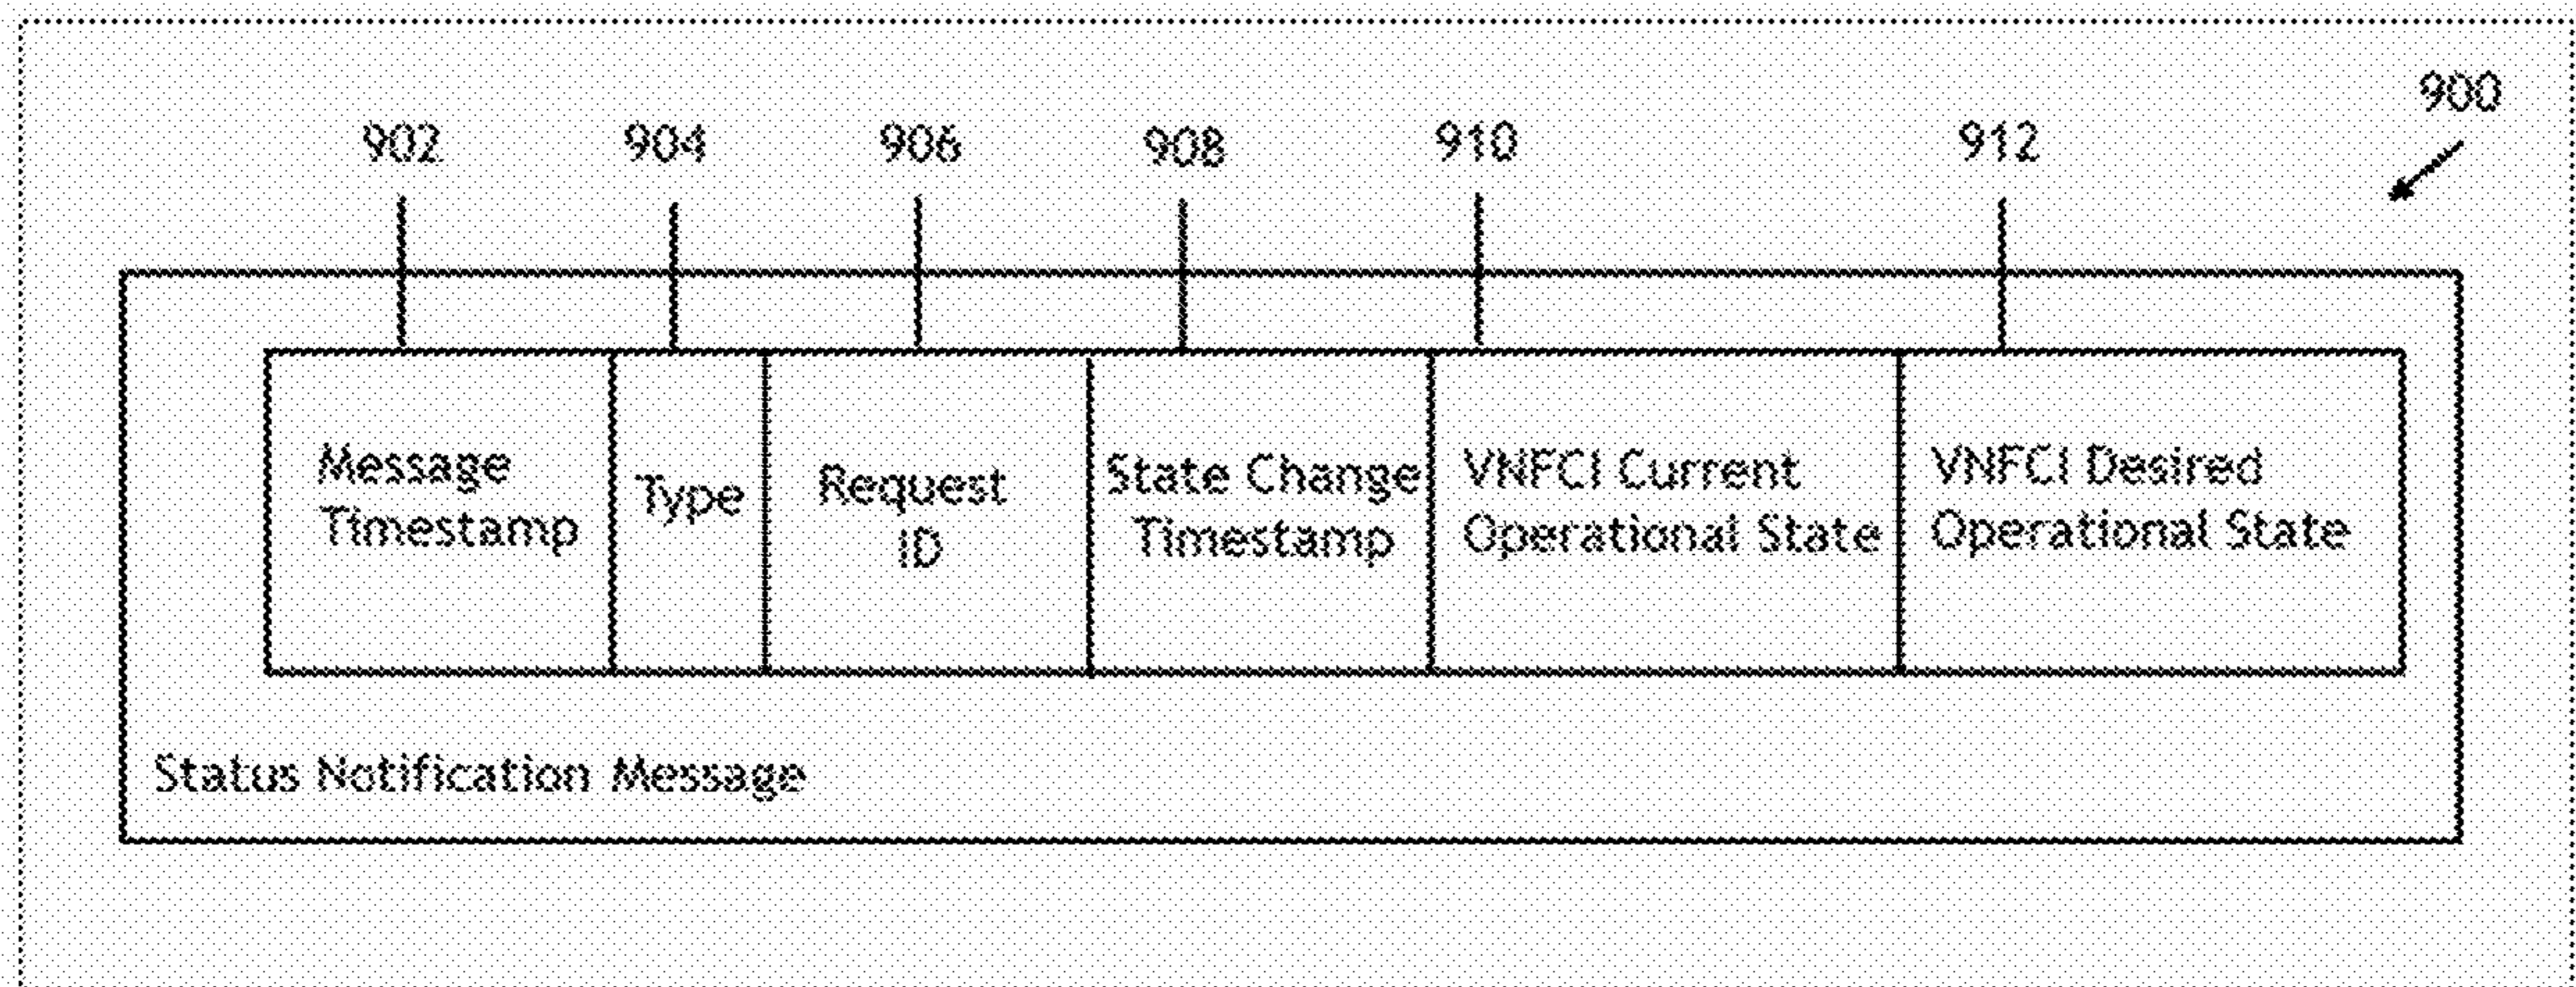 900
902
904
906
908
910
912
Message
Timestamp
Type
Request
ID
State Change
Timestamp
VNFCI Current
Operational State
VNFCI Desired
Operational State
Status Notification Message